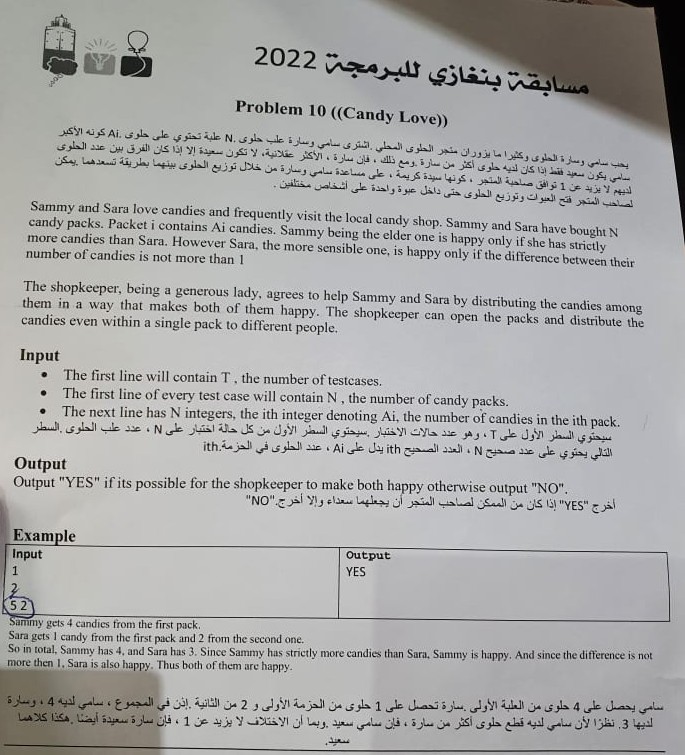 مسابقة بنغازي للبرمجة 2022
Problem 10 ((Candy Love))
يحب سامي وسارة الحلوى وكثيرا ما يزوران متجر الحلوى المحلي. اشترى سامي وسارة علب حلوى. N علبة تحتوي على حلوى Ai. كونه الأكبر
سامي يكون سعيد فقط إذا كان لديه حلوى أكثر من سارة. ومع ذلك ، فإن سارة ، الأكثر عقلانية، لا تكون سعيدة إلا إذا كان الفرق بين عدد الحلوى
لديهم لا يزيد عن 1 توافق صاحبة المتجر ، كونها سيدة كريمة ، على مساعدة سامي وسارة من خلال توزيع الحلوى بينهما بطريقة تسعدهما. يمكن
لصاحب المتجر فتح العبوات وتوزيع الحلوى حتى داخل عبوة واحدة على أشخاص مختلفين .
Sammy and Sara love candies and frequently visit the local candy shop. Sammy and Sara have bought N
candy packs. Packet i contains Ai candies. Sammy being the elder one is happy only if she has strictly
more candies than Sara. However Sara, the more sensible one, is happy only if the difference between their
number of candies is not more than 1
The shopkeeper, being a generous lady, agrees to help Sammy and Sara by distributing the candies among
them in a way that makes both of them happy. The shopkeeper can open the packs and distribute the
candies even within a single pack to different people.
Input
• The first line will contain T , the number of testcases.
• The first line of every test case will contain N , the number of candy packs.
• The next line has N integers, the ith integer denoting Ai, the number of candies in the ith pack.
سيحتوي السطر الأول على T ، وهو عدد حالات الاختبار. سيحتوي السطر الأول من كل حالة اختبار على N ، عدد علب الحلوى. السطر
التالي يحتوي على عدد صحيح N ، العدد الصحيح ith يدل على Ai ، عدد الحلوى في الحزمة.ith
Output
Output "YES" if its possible for the shopkeeper to make both happy otherwise output "NO".
أخرج "YES" إذا كان من الممكن لصاحب المتجر أن يجعلهما سعداء وإلا أخرج."NO"
Example
Input Output
1 YES
2
5 2
Sammy gets 4 candies from the first pack.
Sara gets 1 candy from the first pack and 2 from the second one.
So in total, Sammy has 4, and Sara has 3. Since Sammy has strictly more candies than Sara, Sammy is happy. And since the difference is not
more then 1, Sara is also happy. Thus both of them are happy.
سامي يحصل على 4 حلوى من العلبة الأولى. سارة تحصل على 1 حلوى من الحزمة الأولى و 2 من الثانية. إذن في المجموع ، سامي لديه 4 ، وسارة
لديها 3. نظرًا لأن سامي لديه قطع حلوى أكثر من سارة ، فإن سامي سعيد. وبما أن الاختلاف لا يزيد عن 1 ، فإن سارة سعيدة أيضًا. هكذا كلاهما
سعيد.